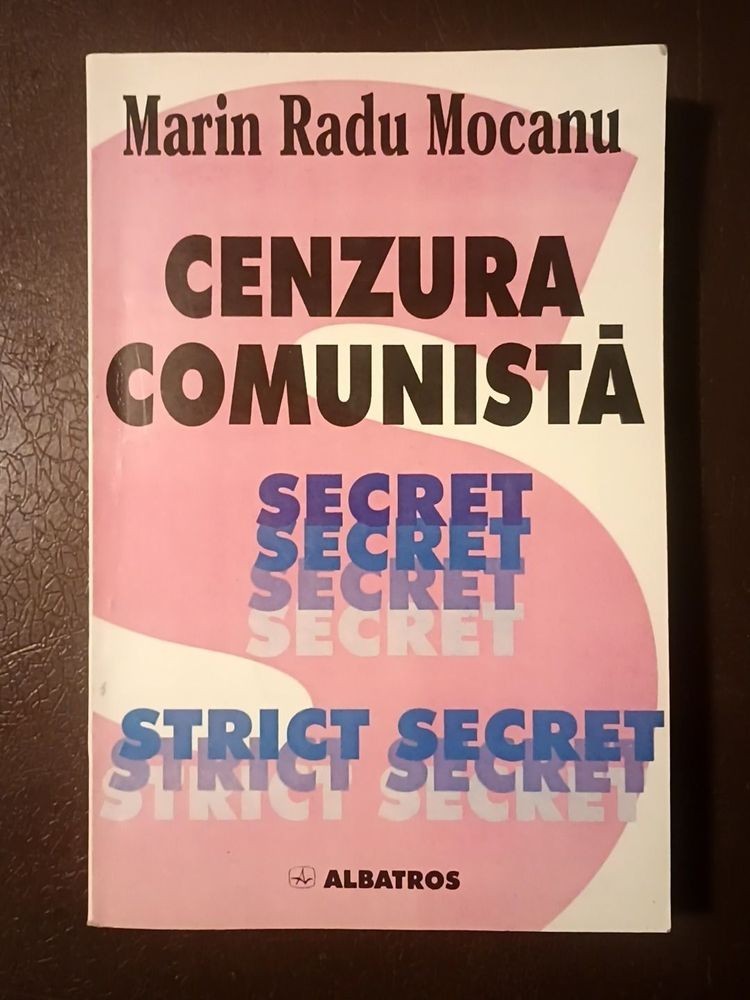 Marin Radu Mocanu
CENZURA
COMUNISTĂ
SECRET
SECRET
SECRET
SECRET
STRICT SECRET
STRICT SECRET
STRICT SECRET
ALBATROS